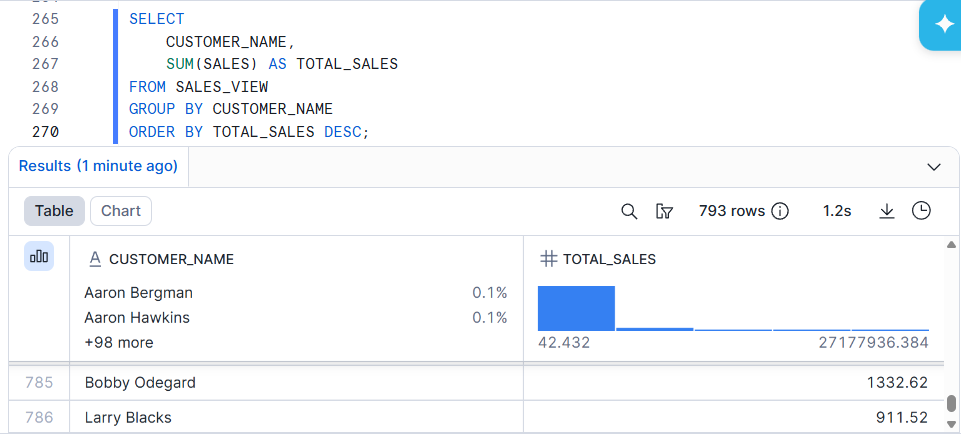 265 SELECT
266 CUSTOMER_NAME,
267 SUM(SALES) AS TOTAL_SALES
268 FROM SALES_VIEW
269 GROUP BY CUSTOMER_NAME
270 ORDER BY TOTAL_SALES DESC;
Results (1 minute ago)
Table Chart 793 rows 1.2s
CUSTOMER_NAME TOTAL_SALES
Aaron Bergman 0.1%
Aaron Hawkins 0.1%
+98 more 42.432 27177936.384
785 Bobby Odegard 1332.62
786 Larry Blacks 911.52